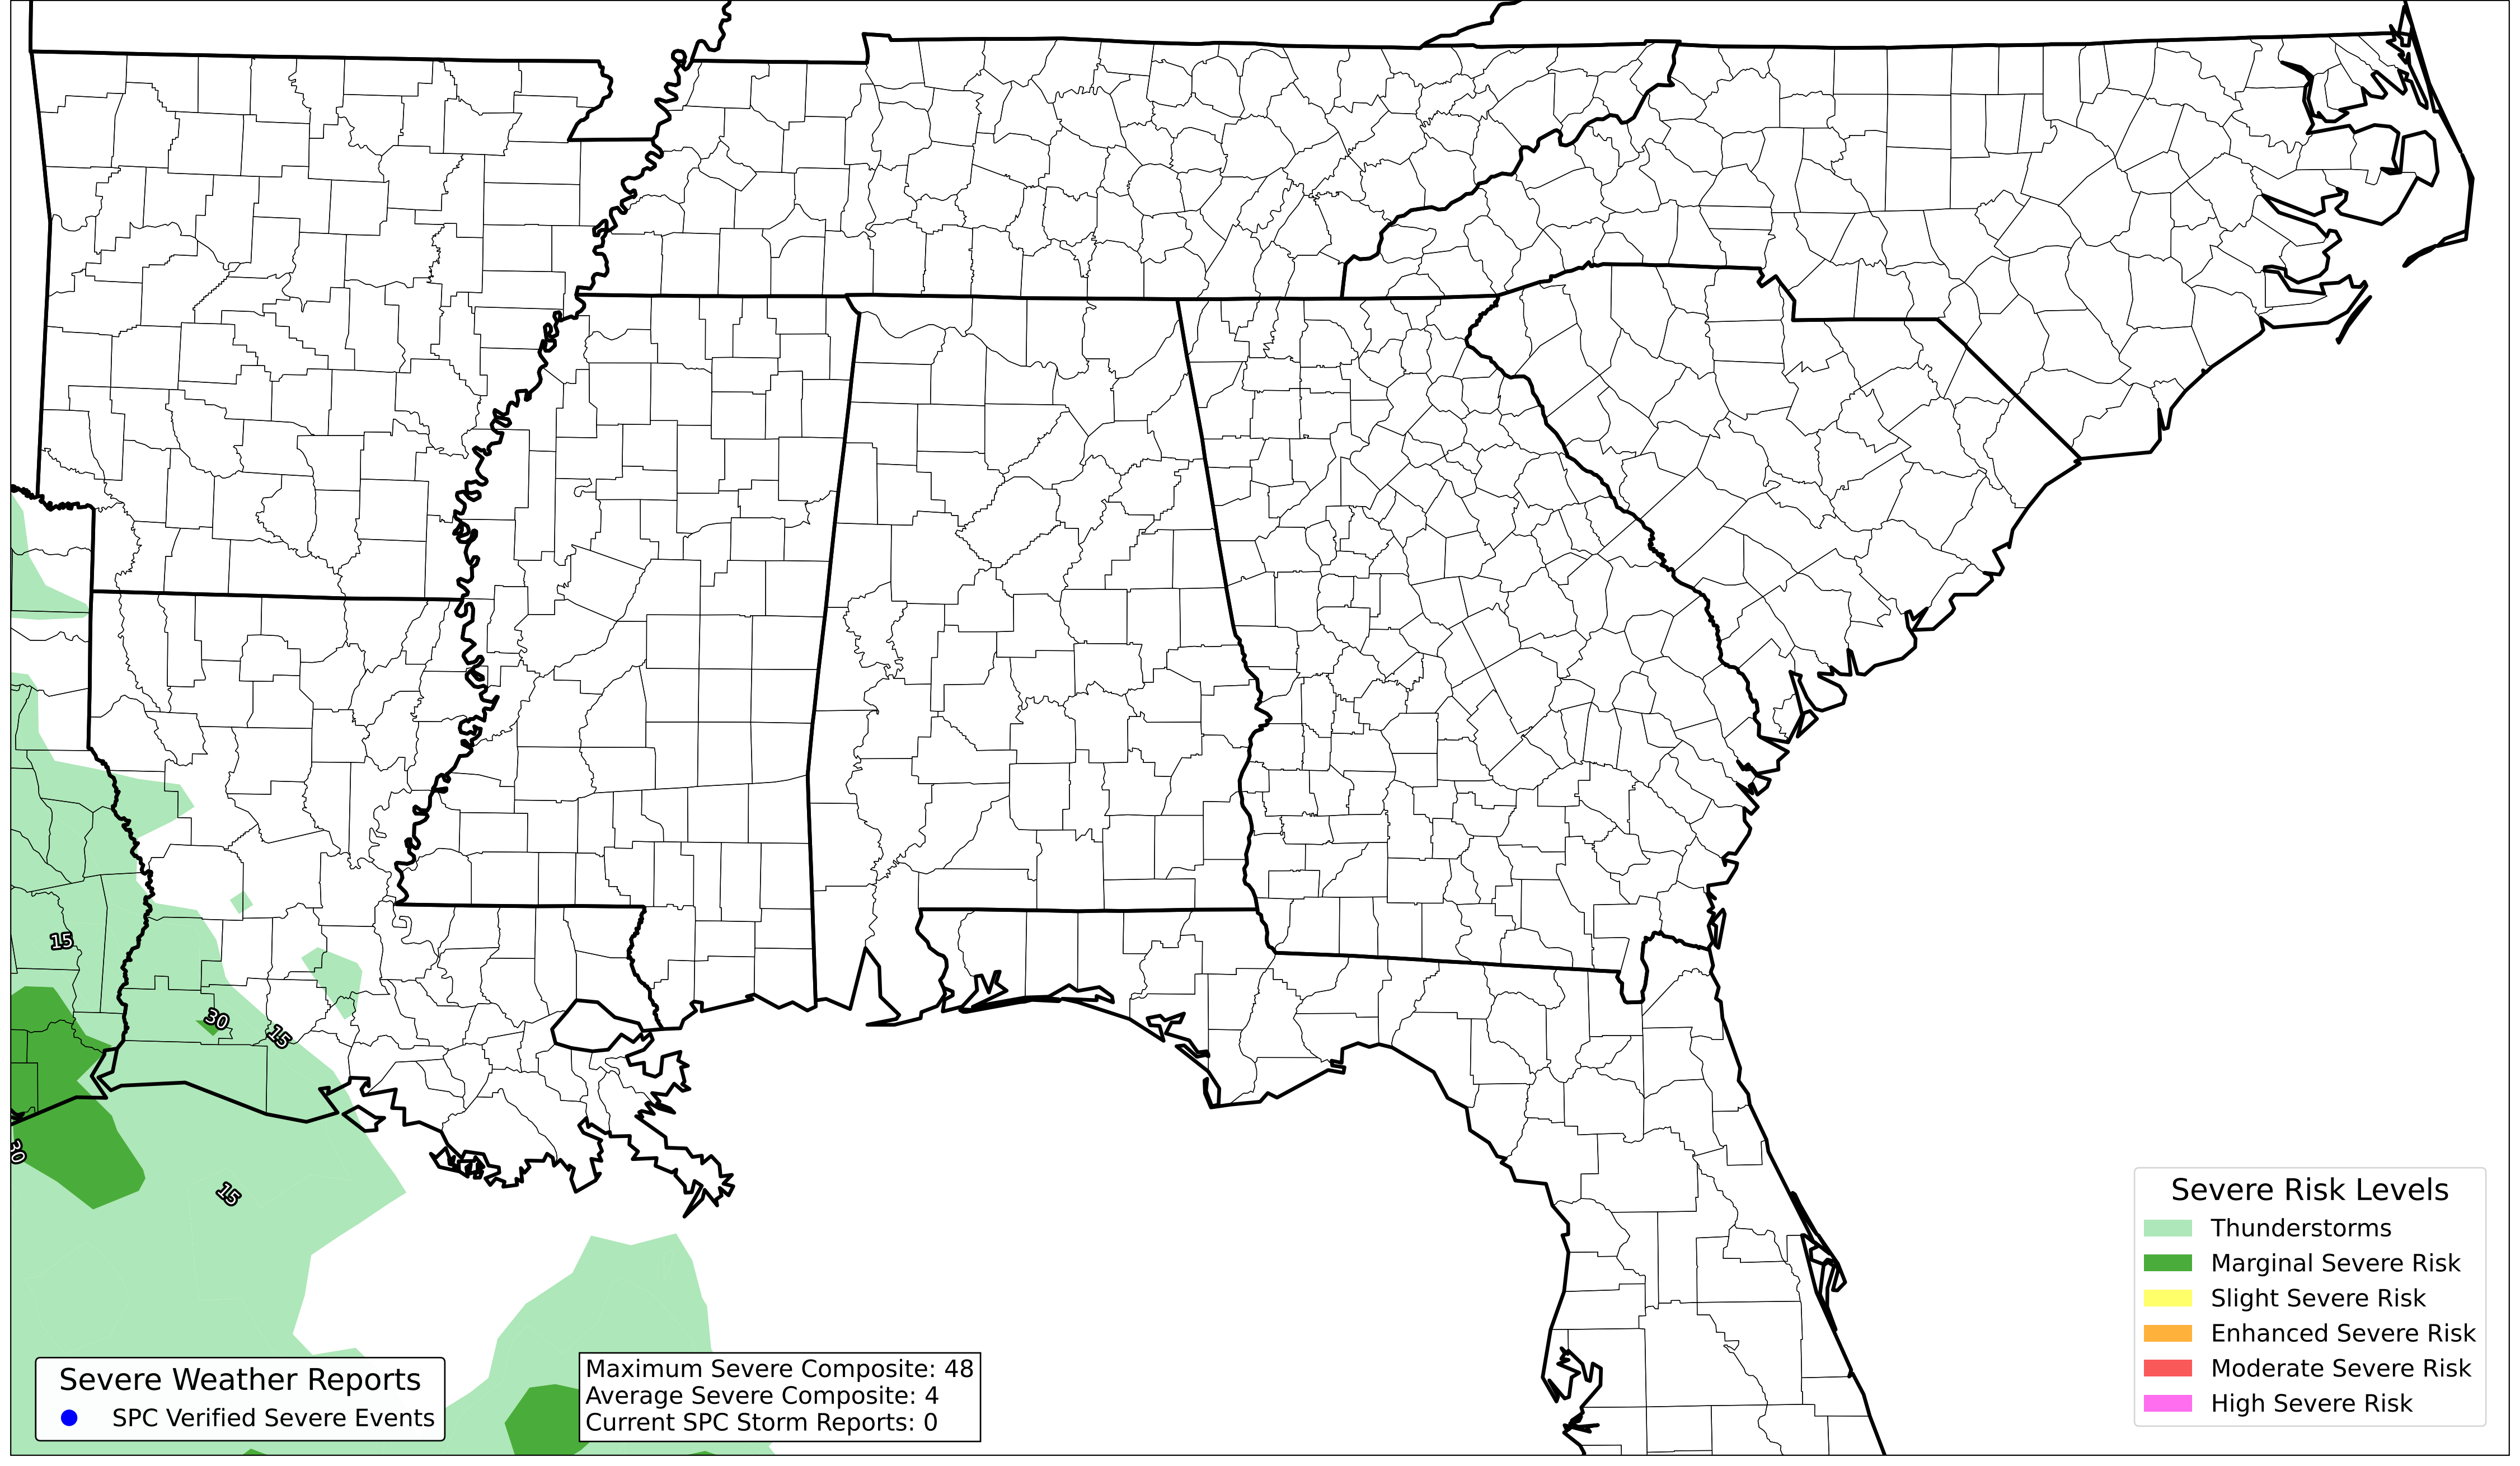 15
30
15
30
15
Severe Weather Reports
SPC Verified Severe Events
Maximum Severe Composite: 48
Average Severe Composite: 4
Current SPC Storm Reports: 0
Severe Risk Levels
Thunderstorms
Marginal Severe Risk
Slight Severe Risk
Enhanced Severe Risk
Moderate Severe Risk
High Severe Risk